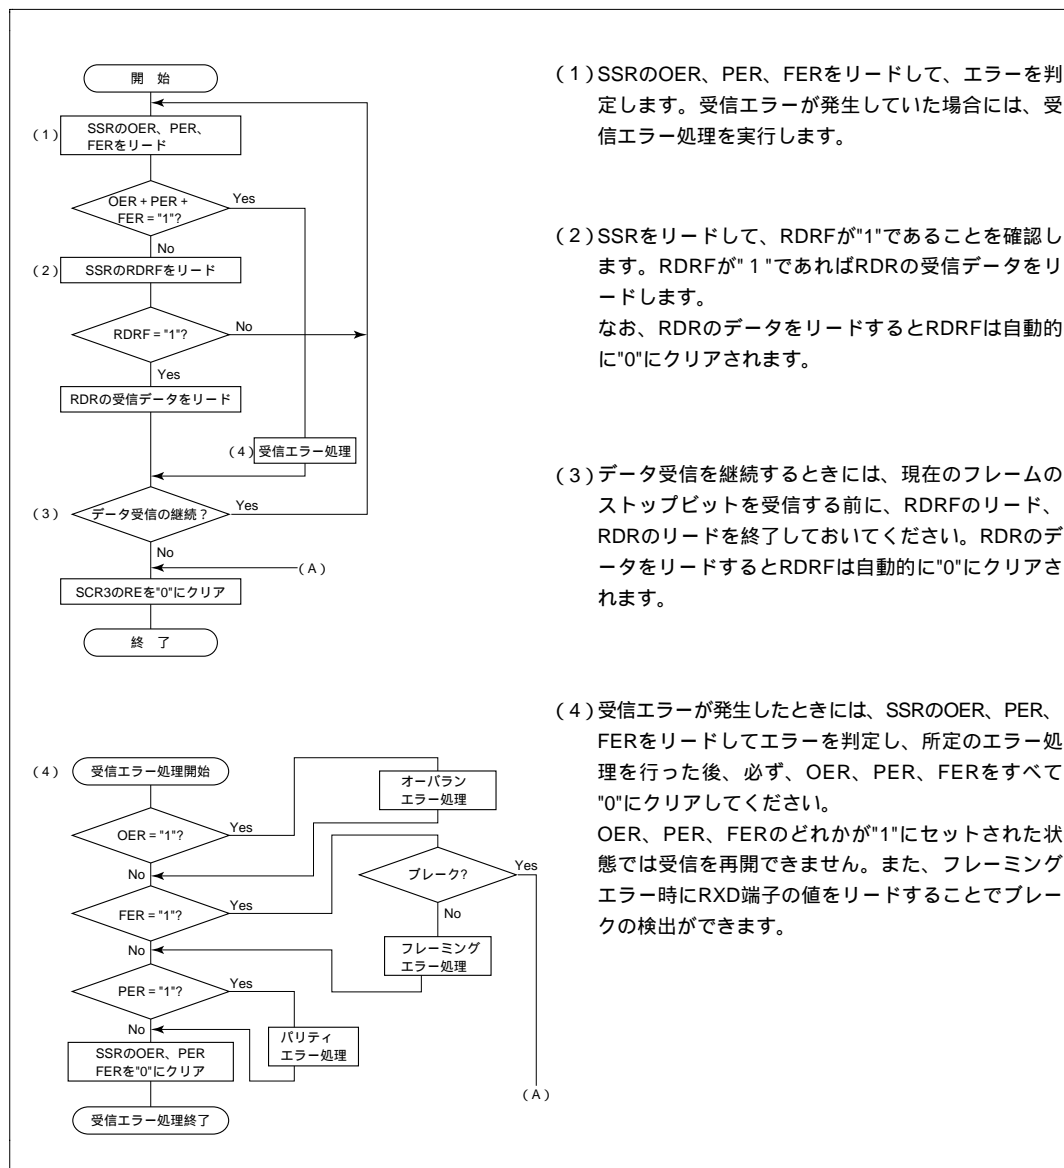 開 始
(1)
SSRのOER、PER、
FERをリード
OER + PER +
FER = "1"?
Yes
No
(2)
SSRのRDRFをリード
RDRF = "1"?
No
Yes
RDRの受信データをリード
(4)
受信エラー処理
(3)
データ受信の継続?
Yes
No
(A)
SCR3のREを"0"にクリア
終 了
(1)SSRのOER、PER、FERをリードして、エラーを判
定します。受信エラーが発生していた場合には、受
信エラー処理を実行します。
(2)SSRをリードして、RDRFが"1"であることを確認し
ます。RDRFが"1"であればRDRの受信データをリ
ードします。
なお、RDRのデータをリードするとRDRFは自動的
に"0"にクリアされます。
(3)データ受信を継続するときには、現在のフレームの
ストップビットを受信する前に、RDRFのリード、
RDRのリードを終了しておいてください。RDRのデ
ータをリードするとRDRFは自動的に"0"にクリアさ
れます。
(4)受信エラーが発生したときには、SSRのOER、PER、
FERをリードしてエラーを判定し、所定のエラー処
理を行った後、必ず、OER、PER、FERをすべて
"0"にクリアしてください。
OER、PER、FERのどれかが"1"にセットされた状
態では受信を再開できません。また、フレーミング
エラー時にRXD端子の値をリードすることでブレー
クの検出ができます。
(4)
受信エラー処理開始
オーバラン
エラー処理
OER = "1"?
Yes
No
ブレーク?
Yes
No
FER = "1"?
Yes
No
フレーミング
エラー処理
PER = "1"?
Yes
No
パリティ
エラー処理
SSRのOER、PER
FERを"0"にクリア
(A)
受信エラー処理終了